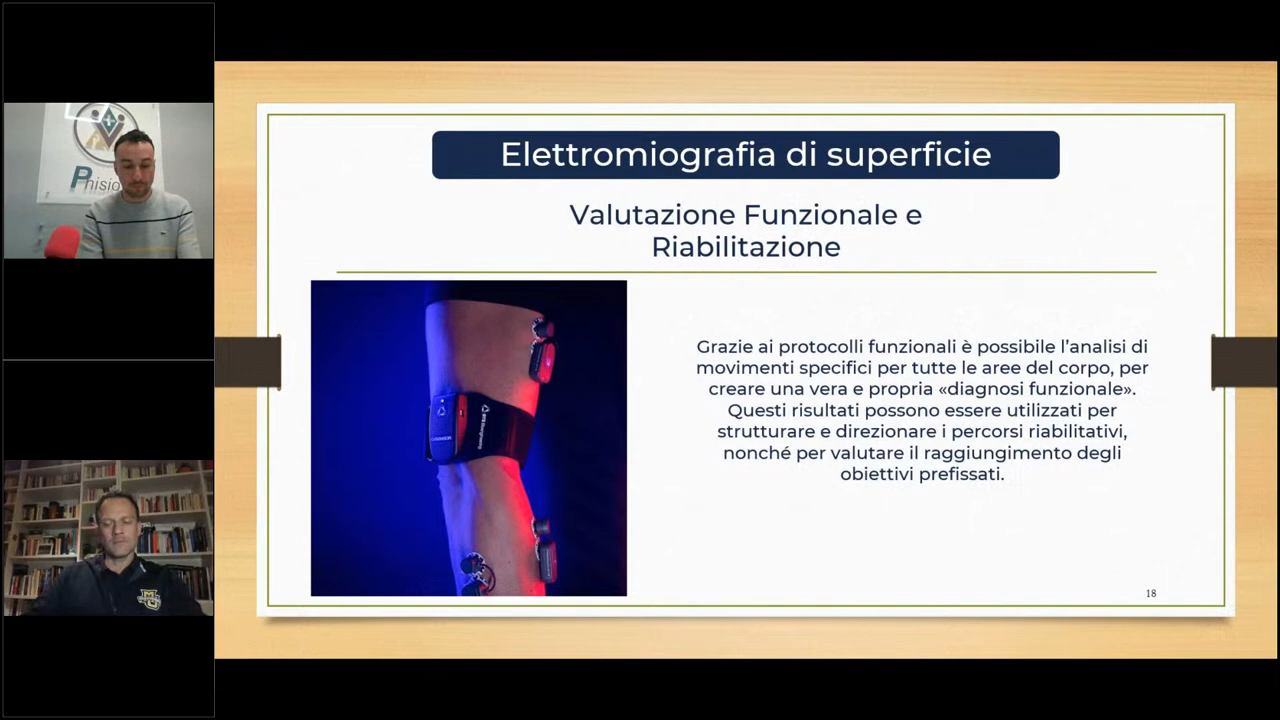 Phisio
Elettromiografia di superficie
Valutazione Funzionale e
Riabilitazione
Grazie ai protocolli funzionali è possibile l’analisi di
movimenti specifici per tutte le aree del corpo, per
creare una vera e propria «diagnosi funzionale».
Questi risultati possono essere utilizzati per
strutturare e direzionare i percorsi riabilitativi,
nonché per valutare il raggiungimento degli
obiettivi prefissati.
18